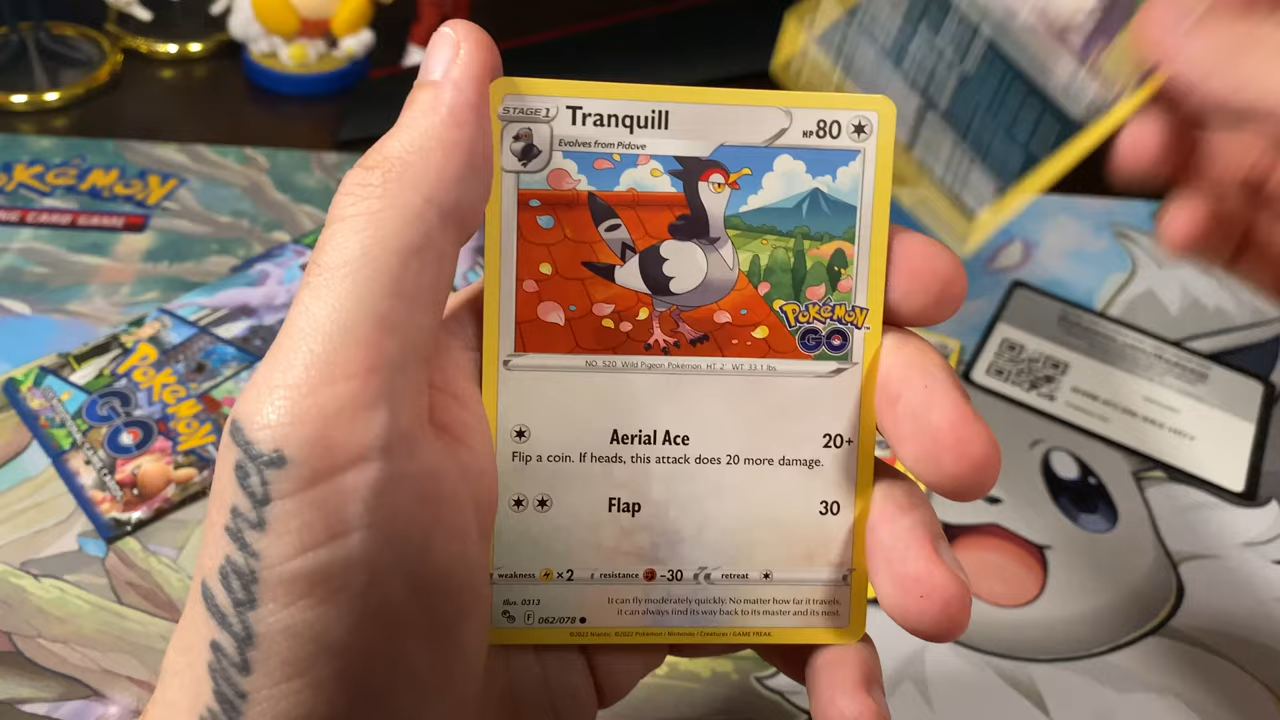 POKÉMON
STAGE 1
Tranquill
HP 80
Evolves from Pidove
POKÉMON
GO
NO. 520 Wild Pigeon Pokémon HT: 2' WT: 33.1 lbs.
Aerial Ace 20+
Flip a coin. If heads, this attack does 20 more damage.
Flap 30
weakness ×2 resistance -30 retreat
Illus. 0313
It can fly moderately quickly. No matter how far it travels,
it can always find its way back to its master and its nest.
F 062/078
©2022 Niantic. ©2022 Pokémon / Nintendo / Creatures / GAME FREAK.
CARD GAME
POKÉMON
GO